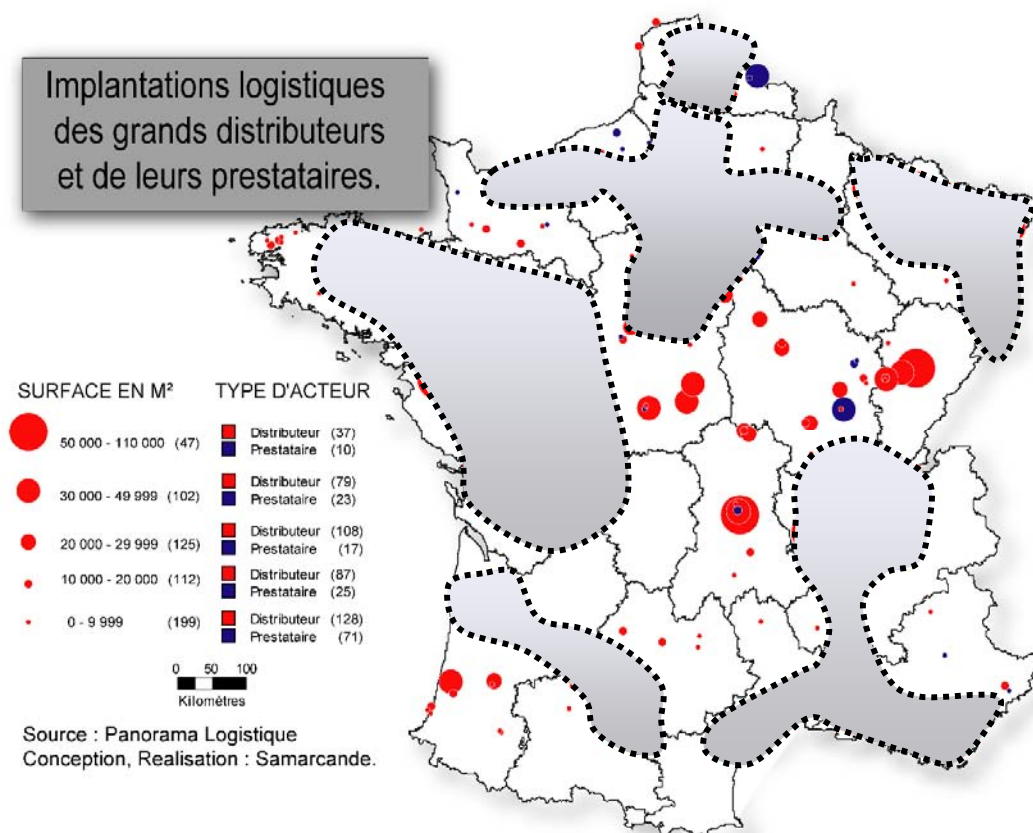 Implantations logistiques
des grands distributeurs
et de leurs prestataires.
SURFACE EN M²
50 000 - 110 000 (47)
30 000 - 49 999 (102)
20 000 - 29 999 (125)
10 000 - 20 000 (112)
0 - 9 999 (199)
TYPE D'ACTEUR
Distributeur (37)
Prestataire (10)
Distributeur (79)
Prestataire (23)
Distributeur (108)
Prestataire (17)
Distributeur (87)
Prestataire (25)
Distributeur (128)
Prestataire (71)
0 50 100
Kilomètres
Source : Panorama Logistique
Conception, Realisation : Samarcande.